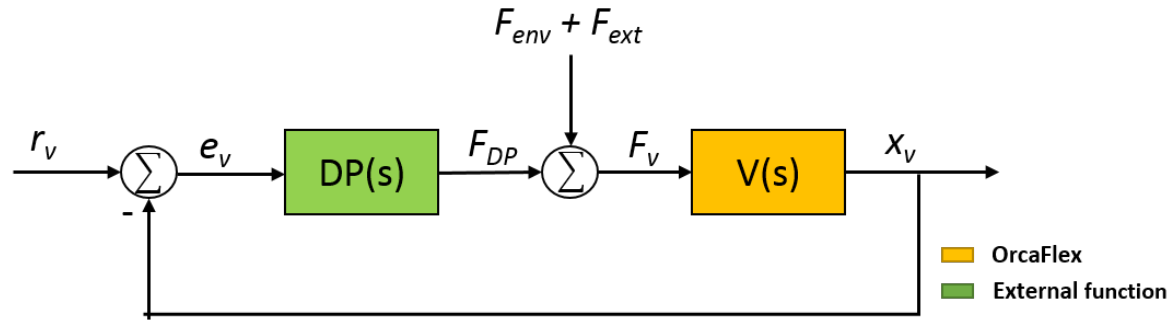 F_env + F_ext
r_v
Σ
e_v
DP(s)
F_DP
Σ
F_v
V(s)
x_v
-
OrcaFlex
External function